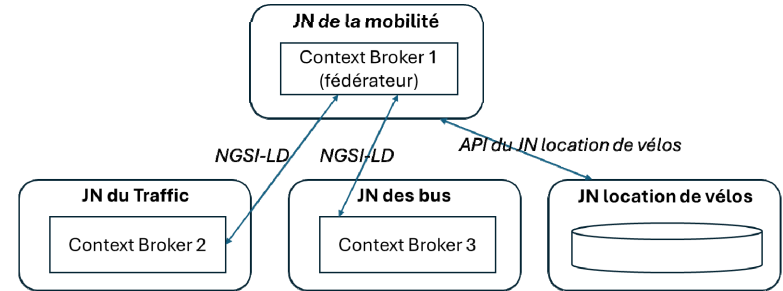 JN de la mobilité
Context Broker 1
(fédérateur)
NGSI-LD
NGSI-LD
API du JN location de vélos
JN du Traffic
JN des bus
JN location de vélos
Context Broker 2
Context Broker 3